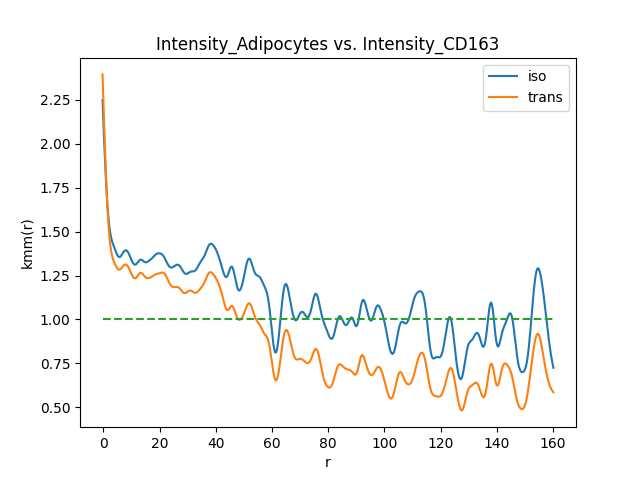 Intensity_Adipocytes vs. Intensity_CD163
iso
trans
kmm(r)
2.25
2.00
1.75
1.50
1.25
1.00
0.75
0.50
0 20 40 60 80 100 120 140 160
r